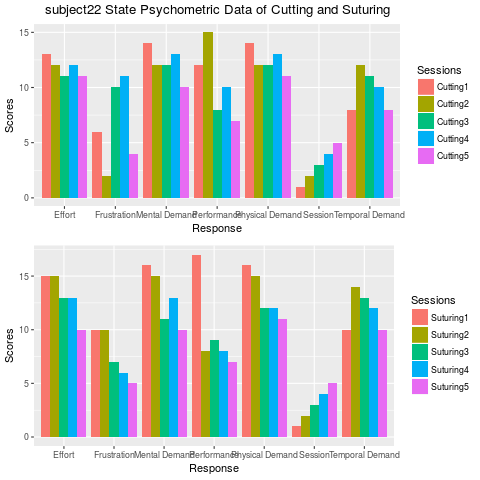 subject22 State Psychometric Data of Cutting and Suturing
15
10
5
0
Scores
Effort Frustration Mental Demand Performance Physical Demand Session Temporal Demand
Response
Sessions
Cutting1
Cutting2
Cutting3
Cutting4
Cutting5
15
10
5
0
Scores
Effort Frustration Mental Demand Performance Physical Demand Session Temporal Demand
Response
Sessions
Suturing1
Suturing2
Suturing3
Suturing4
Suturing5